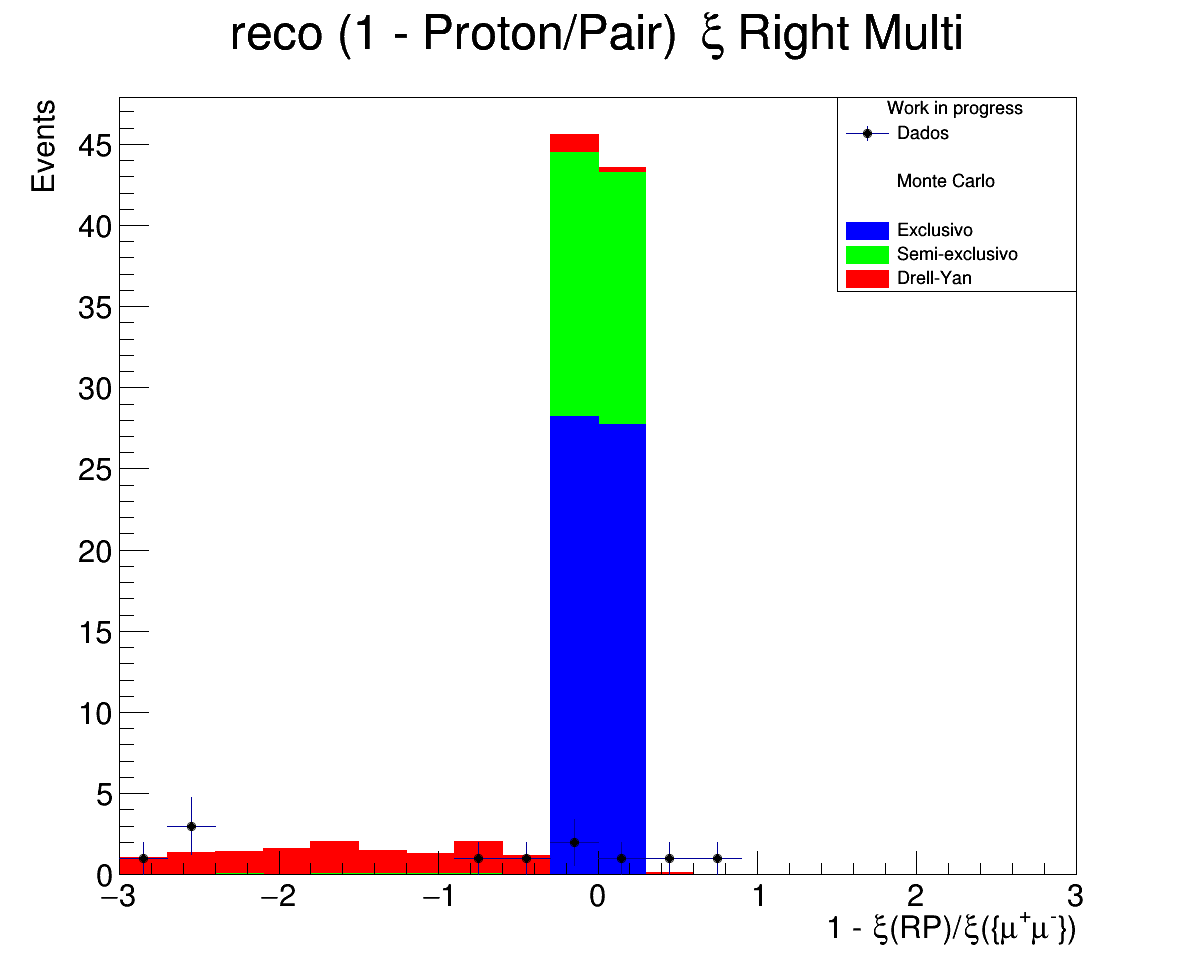 reco (1 - Proton/Pair) ξ Right Multi
Events
Work in progress
Dados
Monte Carlo
Exclusivo
Semi-exclusivo
Drell-Yan
45
40
35
30
25
20
15
10
5
0
−3 −2 −1 0 1 2 3
1 - ξ(RP)/ξ({μ⁺μ⁻})